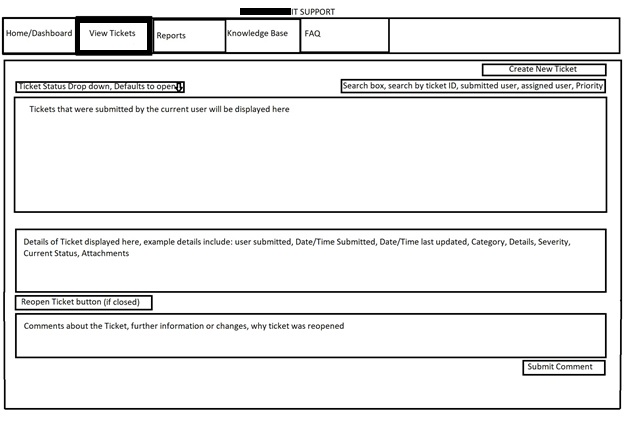 IT SUPPORT
Home/Dashboard View Tickets Reports Knowledge Base FAQ
Create New Ticket
Ticket Status Drop down, Defaults to open Search box, search by ticket ID, submitted user, assigned user, Priority
Tickets that were submitted by the current user will be displayed here
Details of Ticket displayed here, example details include: user submitted, Date/Time Submitted, Date/Time last updated, Category, Details, Severity,
Current Status, Attachments
Reopen Ticket button (if closed)
Comments about the Ticket, further information or changes, why ticket was reopened
Submit Comment